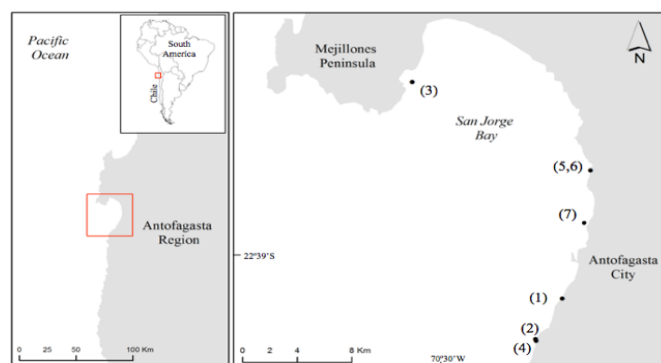 Pacific
Ocean
South
America
Chile
Antofagasta
Region
0 25 50 100 Km
Mejillones
Peninsula
N
(3)
San Jorge
Bay
(5,6)
(7)
22°39'S
Antofagasta
City
(1)
(2)
(4)
0 2 4 8 Km
70°30'W